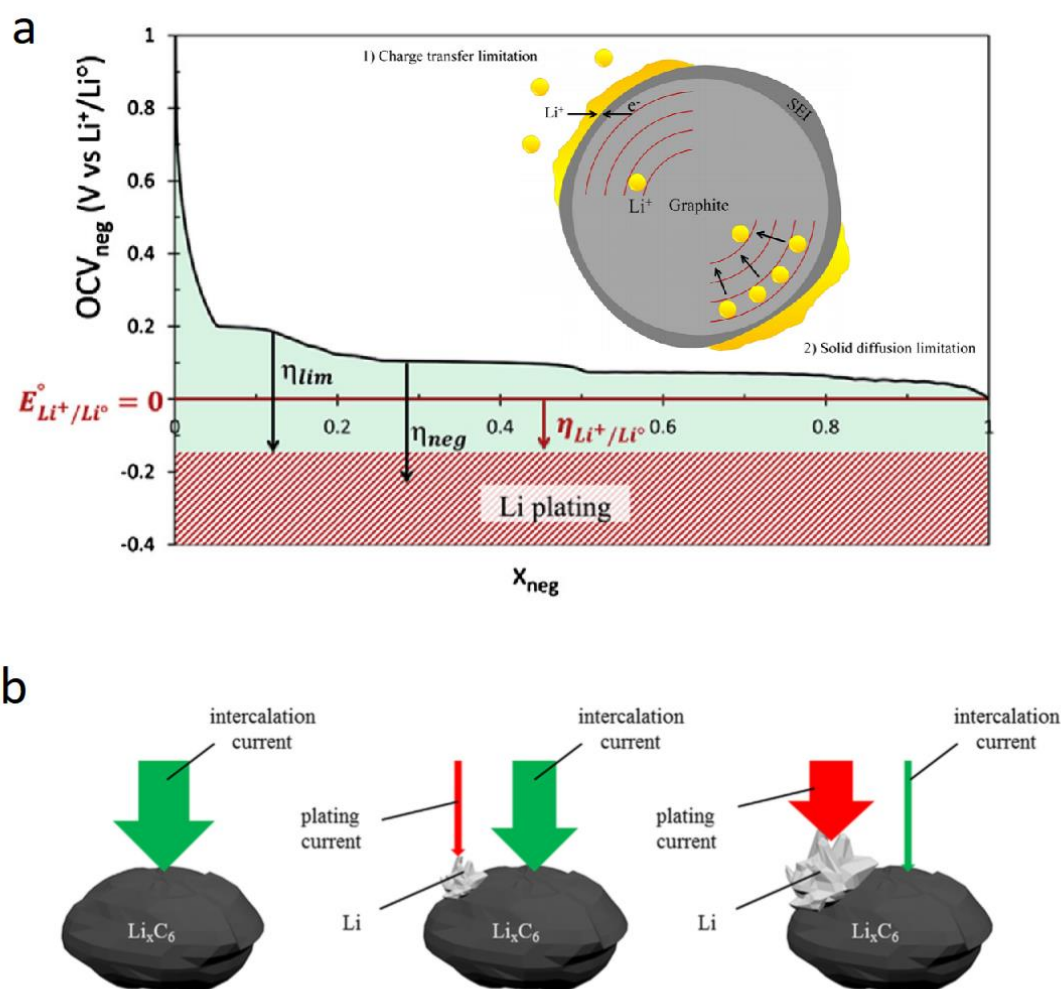 a
1
0.8
0.6
0.4
0.2
0
-0.2
-0.4
OCVneg (V vs Li⁺/Li°)
E°Li⁺/Li° = 0
0
0.2
0.4
0.6
0.8
1
xneg
1) Charge transfer limitation
Li⁺
e⁻
SEI
Li⁺
Graphite
2) Solid diffusion limitation
ηlim
ηneg
ηLi⁺/Li°
Li plating
b
intercalation
current
LixC6
plating
current
intercalation
current
Li
LixC6
plating
current
intercalation
current
Li
LixC6